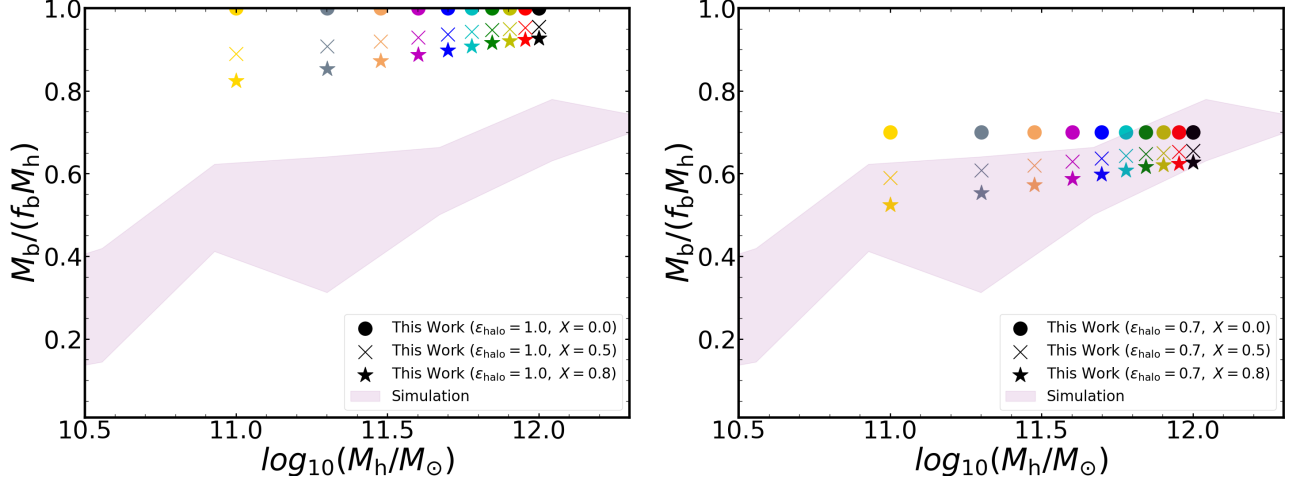 1.0
0.8
0.6
0.4
0.2
M_b/(f_b M_h)
This Work (ε_halo = 1.0, X = 0.0)
This Work (ε_halo = 1.0, X = 0.5)
This Work (ε_halo = 1.0, X = 0.8)
Simulation
10.5 11.0 11.5 12.0
log_10(M_h/M_⊙)
1.0
0.8
0.6
0.4
0.2
M_b/(f_b M_h)
This Work (ε_halo = 0.7, X = 0.0)
This Work (ε_halo = 0.7, X = 0.5)
This Work (ε_halo = 0.7, X = 0.8)
Simulation
10.5 11.0 11.5 12.0
log_10(M_h/M_⊙)